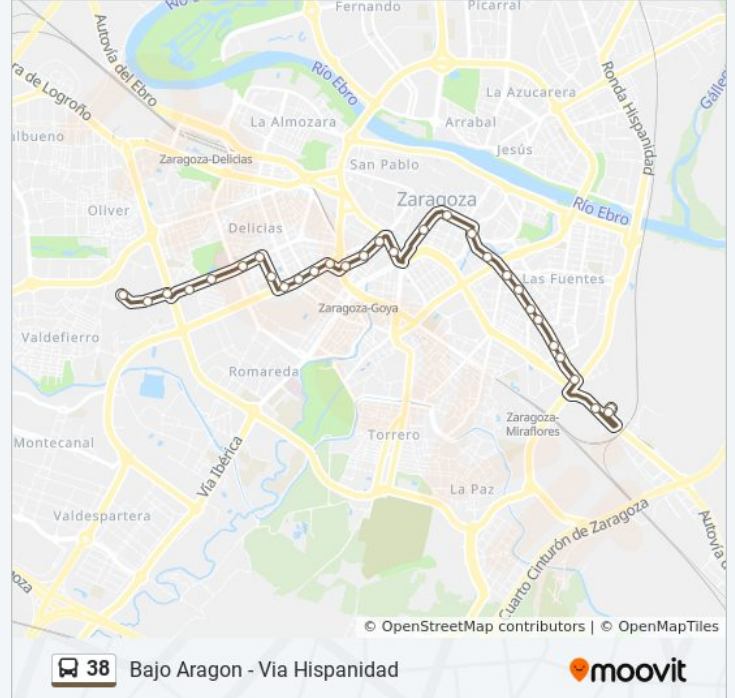 Río
Fernando
Picarral
Autovía del Ebro
ra de Logroño
Río Ebro
La Azucarera
Ronda Hispanidad
Gálleg
La Almozara
Arrabal
albueno
Jesús
Zaragoza-Delicias
San Pablo
Zaragoza
Oliver
Río Ebro
Delicias
Las Fuentes
Zaragoza-Goya
Valdefierro
Romareda
Zaragoza-
Miraflores
Torrero
Montecanal
Vía Ibérica
La Paz
Valdespartera
Cuarto Cinturón de Zaragoza
Autovía
oza
© OpenStreetMap contributors | © OpenMapTiles
38 Bajo Aragon - Via Hispanidad
moovit